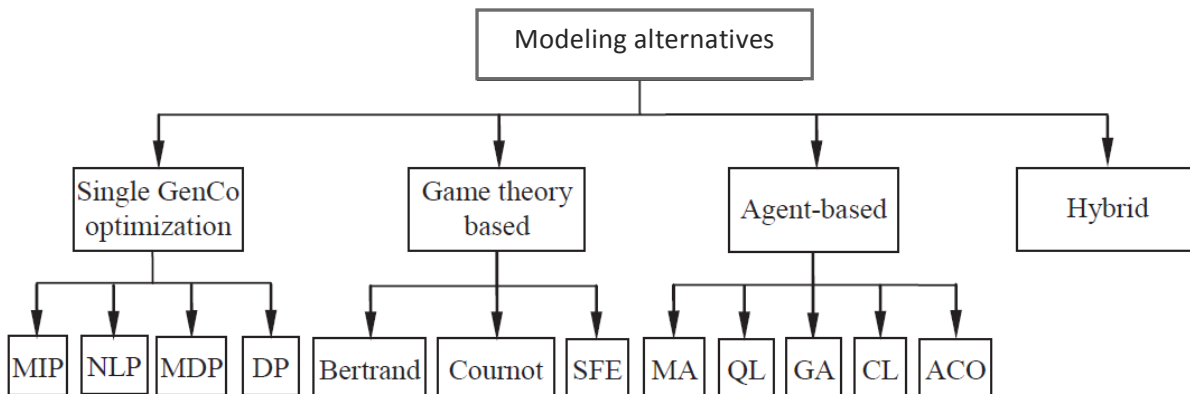 Modeling alternatives
Single GenCo
optimization
Game theory
based
Agent-based
Hybrid
MIP
NLP
MDP
DP
Bertrand
Cournot
SFE
MA
QL
GA
CL
ACO